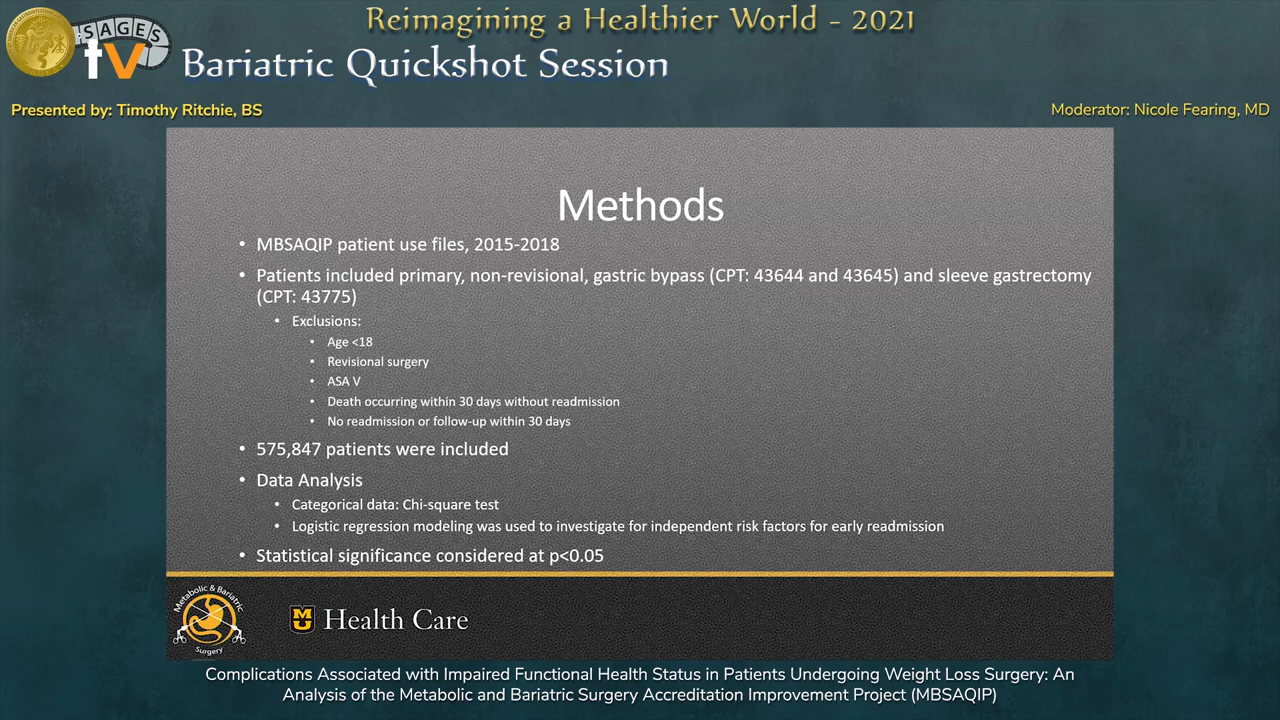 Reimagining a Healthier World - 2021
SAGES
tv
Bariatric Quickshot Session
Presented by: Timothy Ritchie, BS
Moderator: Nicole Fearing, MD
Methods
• MBSAQIP patient use files, 2015-2018
• Patients included primary, non-revisional, gastric bypass (CPT: 43644 and 43645) and sleeve gastrectomy
(CPT: 43775)
• Exclusions:
• Age <18
• Revisional surgery
• ASA V
• Death occurring within 30 days without readmission
• No readmission or follow-up within 30 days
• 575,847 patients were included
• Data Analysis
• Categorical data: Chi-square test
• Logistic regression modeling was used to investigate for independent risk factors for early readmission
• Statistical significance considered at p<0.05
Metabolic & Bariatric
Surgery
MU Health Care
Complications Associated with Impaired Functional Health Status in Patients Undergoing Weight Loss Surgery: An
Analysis of the Metabolic and Bariatric Surgery Accreditation Improvement Project (MBSAQIP)